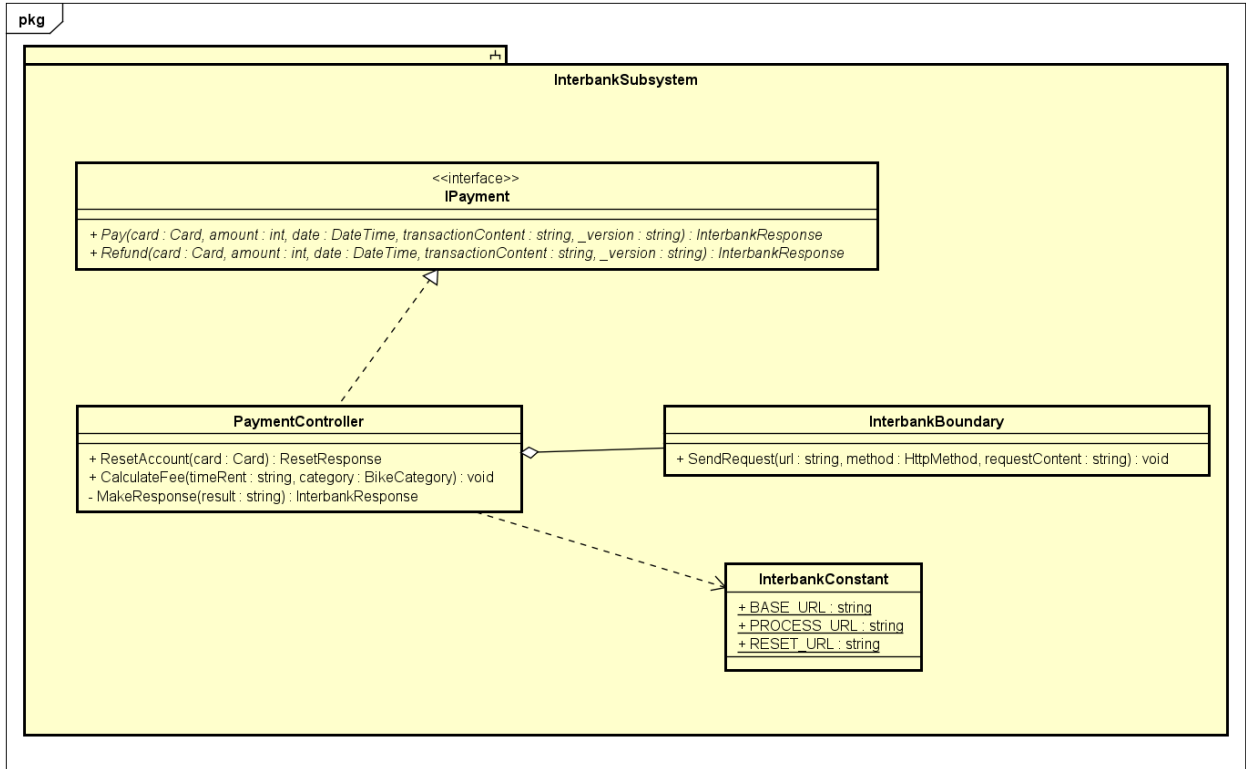 pkg
InterbankSubsystem
<<interface>>
IPayment
+ Pay(card : Card, amount : int, date : DateTime, transactionContent : string, _version : string) : InterbankResponse
+ Refund(card : Card, amount : int, date : DateTime, transactionContent : string, _version : string) : InterbankResponse
PaymentController
+ ResetAccount(card : Card) : ResetResponse
+ CalculateFee(timeRent : string, category : BikeCategory) : void
- MakeResponse(result : string) : InterbankResponse
InterbankBoundary
+ SendRequest(url : string, method : HttpMethod, requestContent : string) : void
InterbankConstant
+ BASE_URL : string
+ PROCESS_URL : string
+ RESET_URL : string